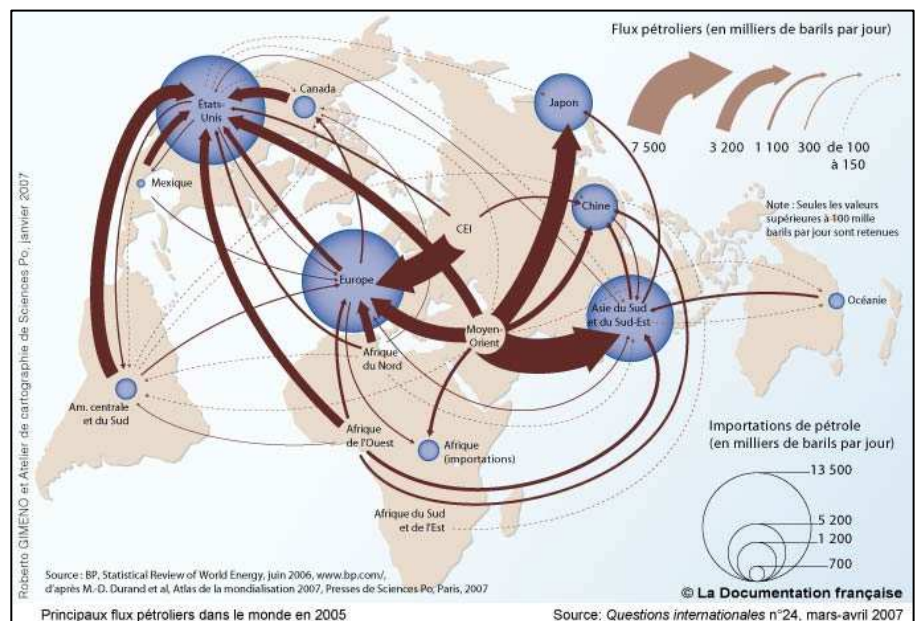 Flux pétroliers (en milliers de barils par jour)
7 500
3 200
1 100
300
de 100
à 150
Note : Seules les valeurs
supérieures à 100 mille
barils par jour sont retenues
États-
Unis
Canada
Mexique
Japon
Chine
CEI
Europe
Asie du Sud
et du Sud-Est
Océanie
Moyen-
Orient
Afrique
du Nord
Am. centrale
et du Sud
Afrique
de l'Ouest
Afrique
(importations)
Afrique du Sud
et de l'Est
Importations de pétrole
(en milliers de barils par jour)
13 500
5 200
1 200
700
Roberto GIMENO et Atelier de cartographie de Sciences Po, janvier 2007
Source : BP, Statistical Review of World Energy, juin 2006, www.bp.com/,
d'après M.-D. Durand et al, Atlas de la mondialisation 2007, Presses de Sciences Po, Paris, 2007
© La Documentation française
Principaux flux pétroliers dans le monde en 2005
Source: Questions internationales n°24, mars-avril 2007